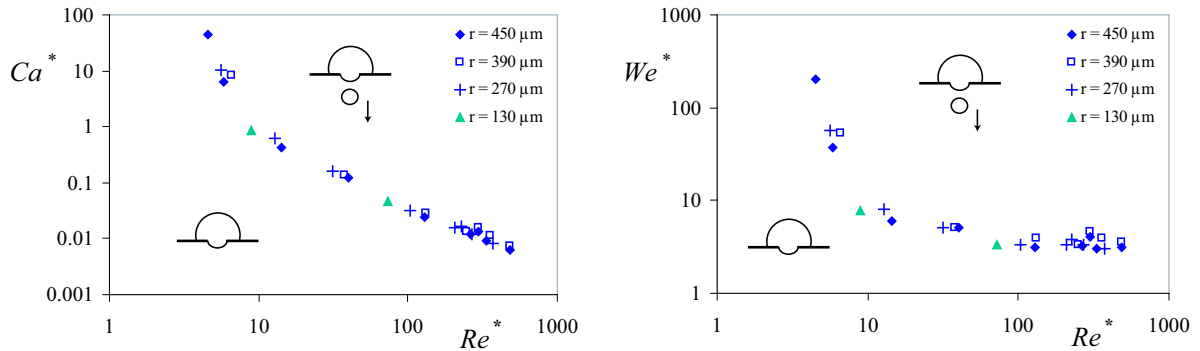 100
10
1
0.1
0.01
0.001
Ca*
1
10
100
1000
Re*
r = 450 µm
r = 390 µm
r = 270 µm
r = 130 µm
1000
100
10
1
We*
1
10
100
1000
Re*
r = 450 µm
r = 390 µm
r = 270 µm
r = 130 µm